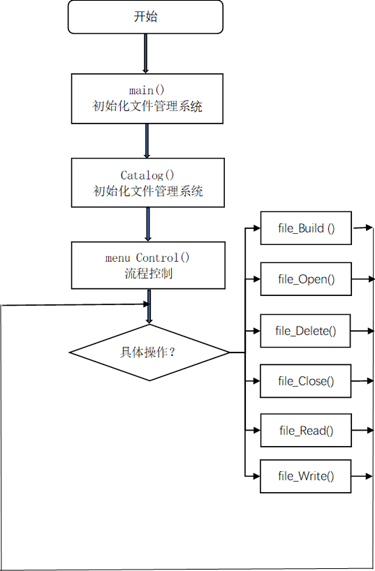 开始
main()
初始化文件管理系统
Catalog()
初始化文件管理系统
menu Control()
流程控制
具体操作？
file_Build ()
file_Open()
file_Delete()
file_Close()
file_Read()
file_Write()